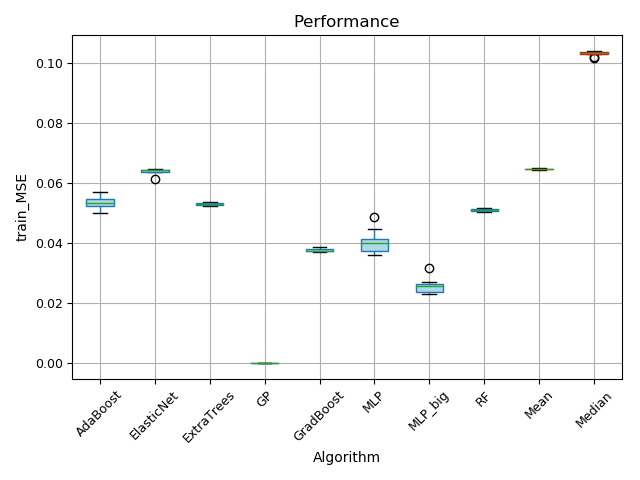 Performance
train_MSE
0.10
0.08
0.06
0.04
0.02
0.00
AdaBoost
ElasticNet
ExtraTrees
GP
GradBoost
MLP
MLP_big
RF
Mean
Median
Algorithm